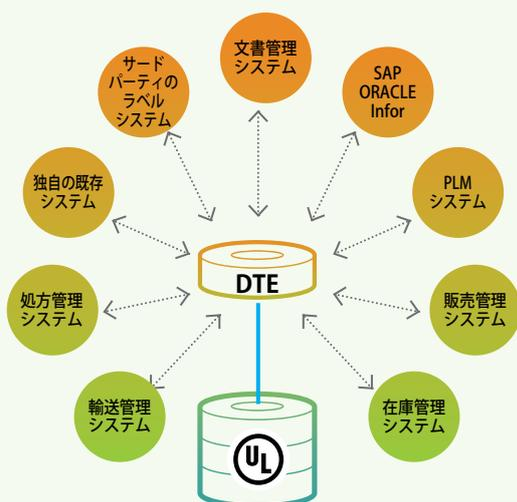 文書管理
システム
サード
パーティの
ラベル
システム
SAP
ORACLE
Infor
独自の既存
システム
PLM
システム
DTE
処方管理
システム
販売管理
システム
輸送管理
システム
在庫管理
システム
UL